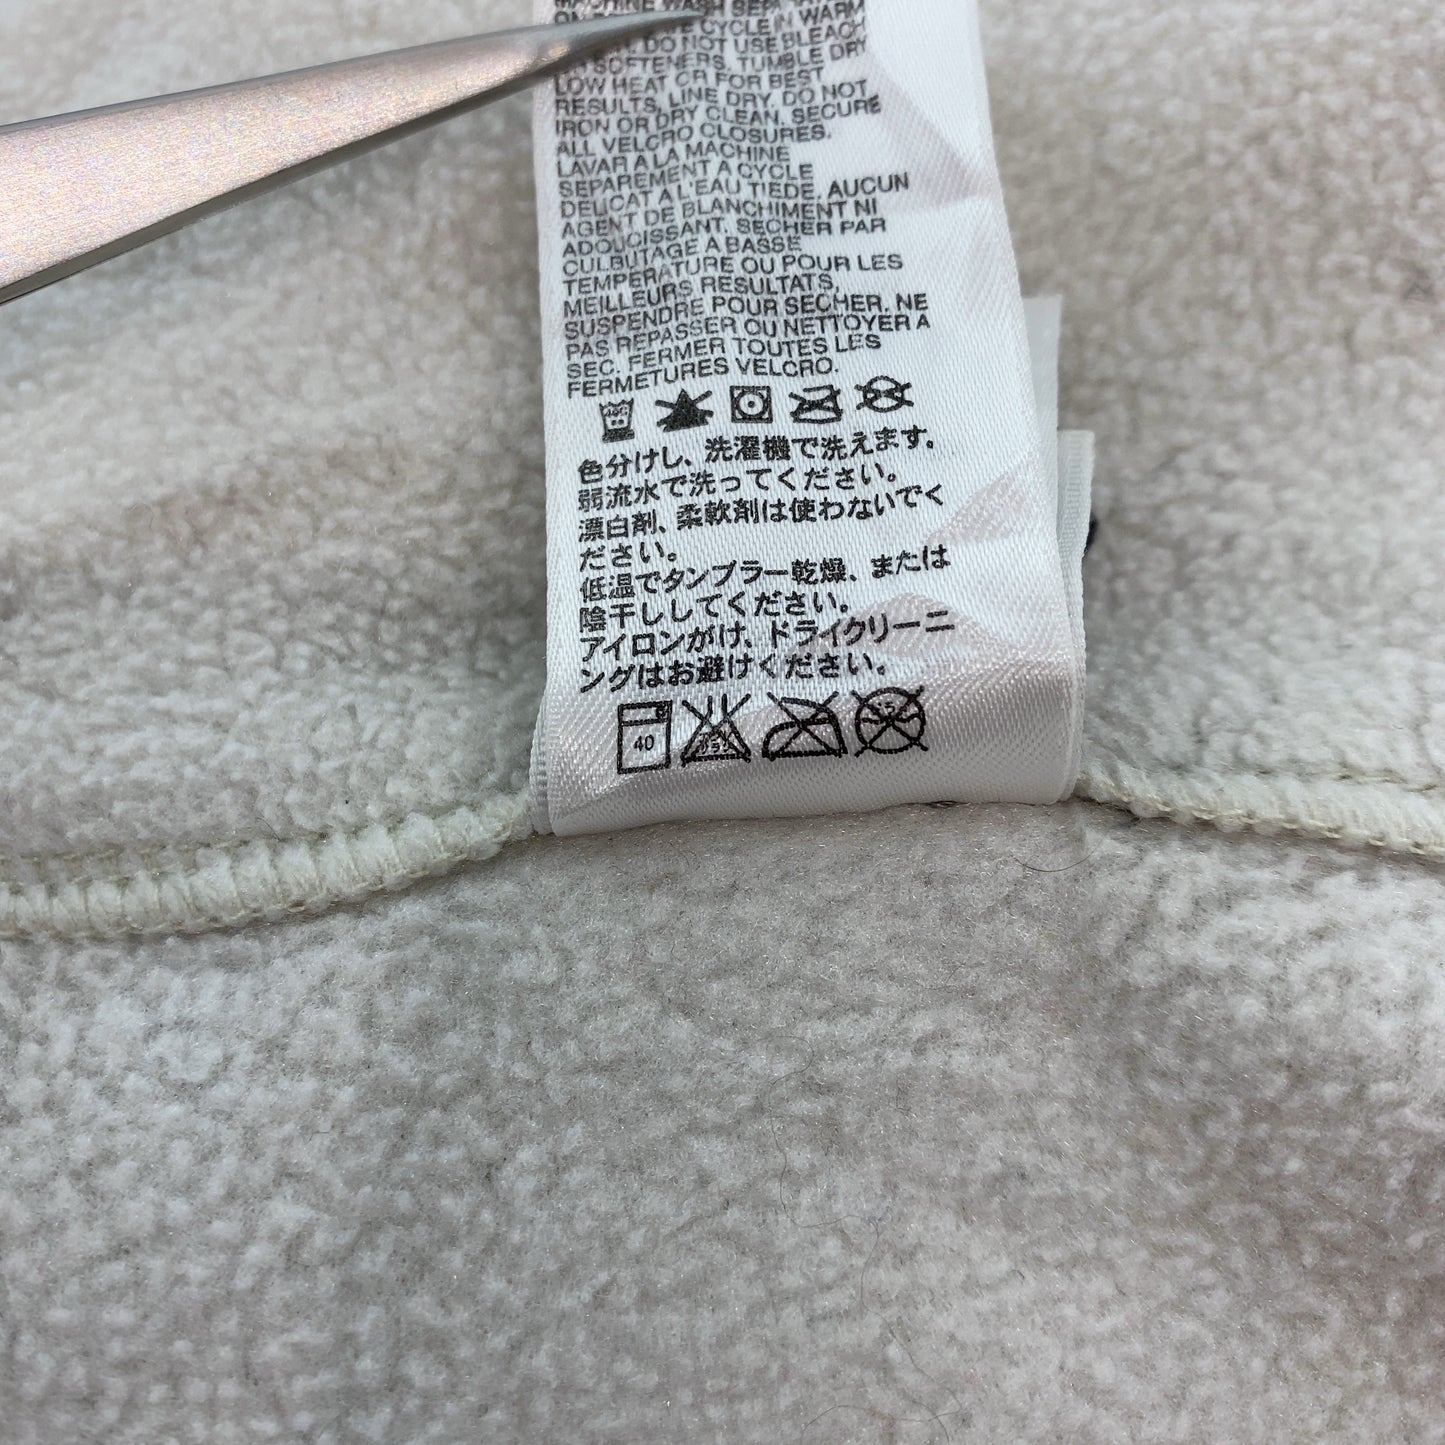 MACHINE WASH
CYCLE IN WARM
DO NOT USE BLEACH
SOFTENERS. TUMBLE DRY
LOW HEAT OR FOR BEST
RESULTS, LINE DRY. DO NOT
IRON OR DRY CLEAN. SECURE
ALL VELCRO CLOSURES.
LAVAR A LA MACHINE
SEPAREMENT A CYCLE
DELICAT A L'EAU TIEDE. AUCUN
AGENT DE BLANCHIMENT NI
ADOUCISSANT. SECHER PAR
CULBUTAGE A BASSE
TEMPERATURE OU POUR LES
MEILLEURS RESULTATS,
SUSPENDRE POUR SECHER. NE
PAS REPASSER OU NETTOYER A
SEC. FERMER TOUTES LES
FERMETURES VELCRO.
色分けし、洗濯機で洗えます。
弱流水で洗ってください。
漂白剤、柔軟剤は使わないでく
ださい。
低温でタンブラー乾燥、または
陰干ししてください。
アイロンがけ、ドライクリーニ
ングはお避けください。
40